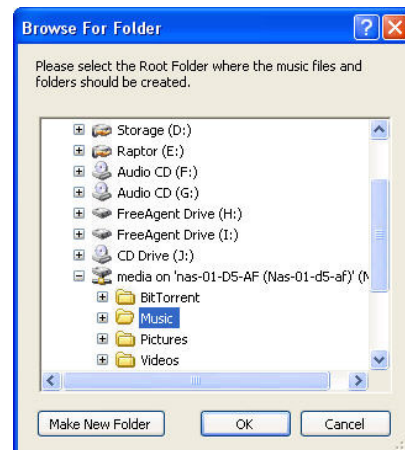 Browse For Folder
Please select the Root Folder where the music files and
folders should be created.
Storage (D:)
Raptor (E:)
Audio CD (F:)
Audio CD (G:)
FreeAgent Drive (H:)
FreeAgent Drive (I:)
CD Drive (J:)
media on 'nas-01-D5-AF (Nas-01-d5-af)' (
BitTorrent
Music
Pictures
Videos
Make New Folder
OK
Cancel